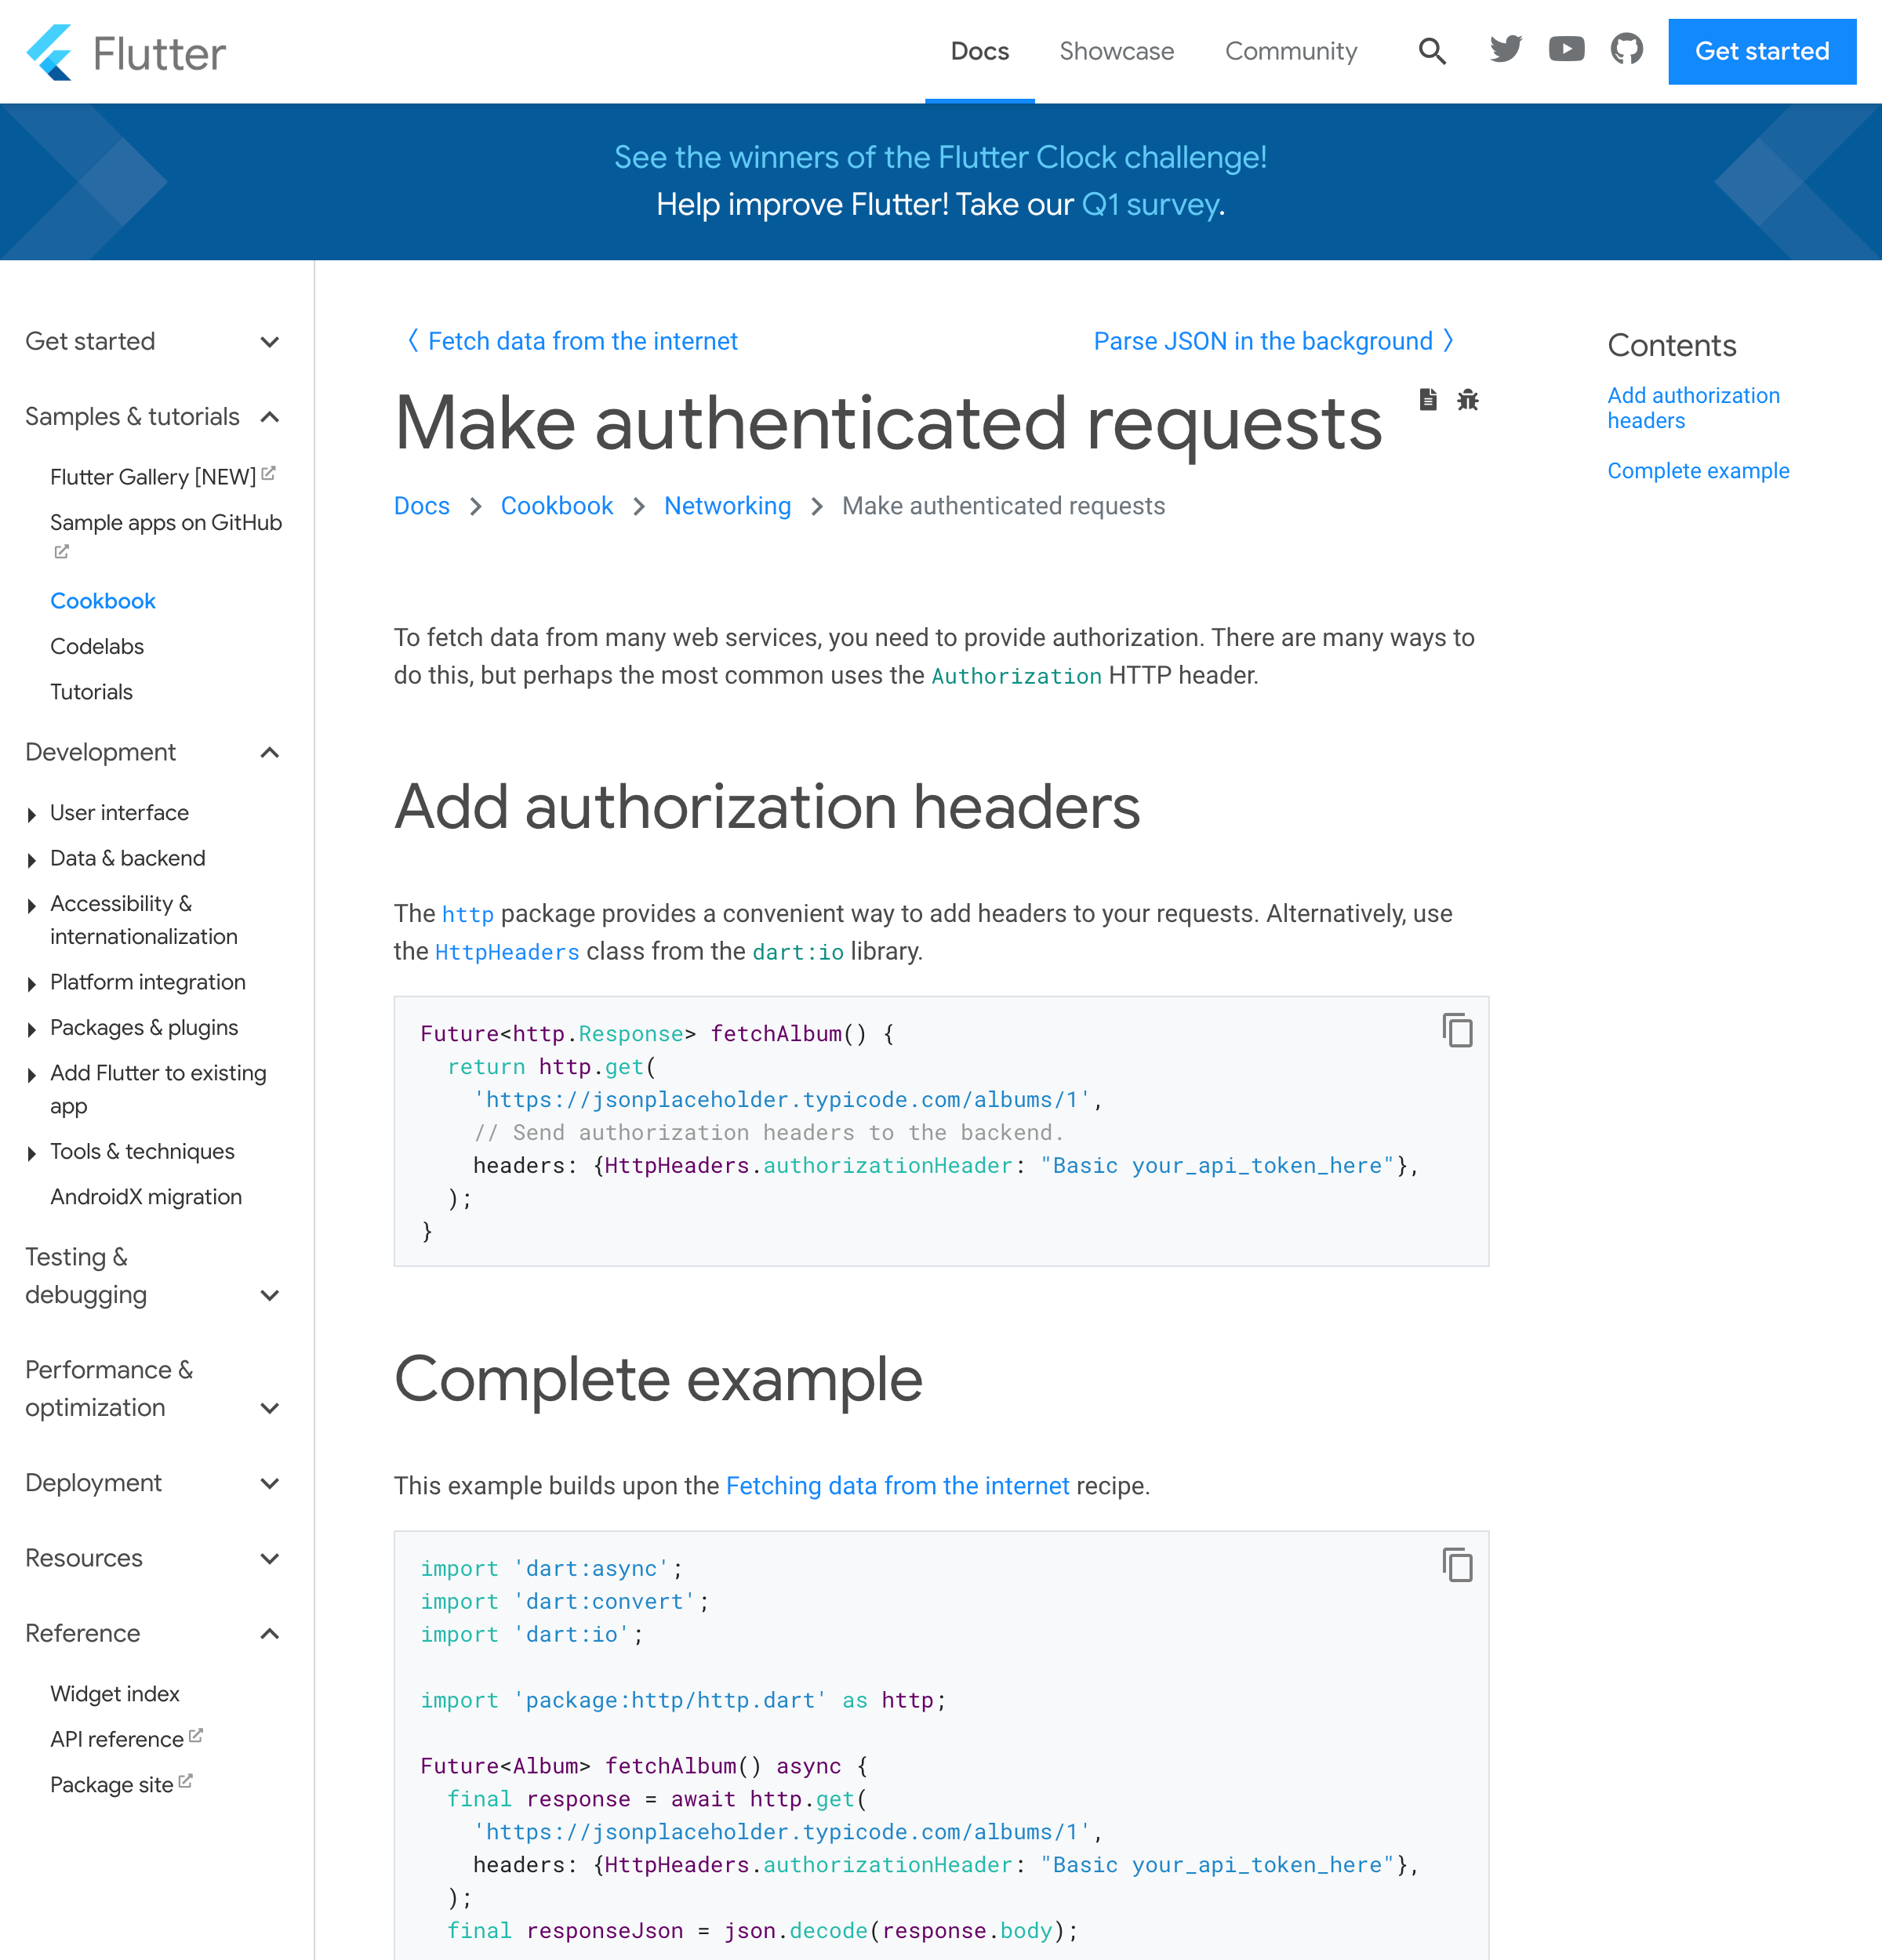 Flutter
Docs
Showcase
Community
Get started
See the winners of the Flutter Clock challenge!
Help improve Flutter! Take our Q1 survey.
Get started
Samples & tutorials
Flutter Gallery [NEW]
Sample apps on GitHub
Cookbook
Codelabs
Tutorials
Development
User interface
Data & backend
Accessibility &
internationalization
Platform integration
Packages & plugins
Add Flutter to existing
app
Tools & techniques
AndroidX migration
Testing &
debugging
Performance &
optimization
Deployment
Resources
Reference
Widget index
API reference
Package site
〈 Fetch data from the internet
Parse JSON in the background 〉
Make authenticated requests
Docs > Cookbook > Networking > Make authenticated requests
To fetch data from many web services, you need to provide authorization. There are many ways to
do this, but perhaps the most common uses the Authorization HTTP header.
Add authorization headers
The http package provides a convenient way to add headers to your requests. Alternatively, use
the HttpHeaders class from the dart:io library.
Future<http.Response> fetchAlbum() {
  return http.get(
    'https://jsonplaceholder.typicode.com/albums/1',
    // Send authorization headers to the backend.
    headers: {HttpHeaders.authorizationHeader: "Basic your_api_token_here"},
  );
}
Complete example
This example builds upon the Fetching data from the internet recipe.
import 'dart:async';
import 'dart:convert';
import 'dart:io';
import 'package:http/http.dart' as http;
Future<Album> fetchAlbum() async {
  final response = await http.get(
    'https://jsonplaceholder.typicode.com/albums/1',
    headers: {HttpHeaders.authorizationHeader: "Basic your_api_token_here"},
  );
  final responseJson = json.decode(response.body);
Contents
Add authorization
headers
Complete example